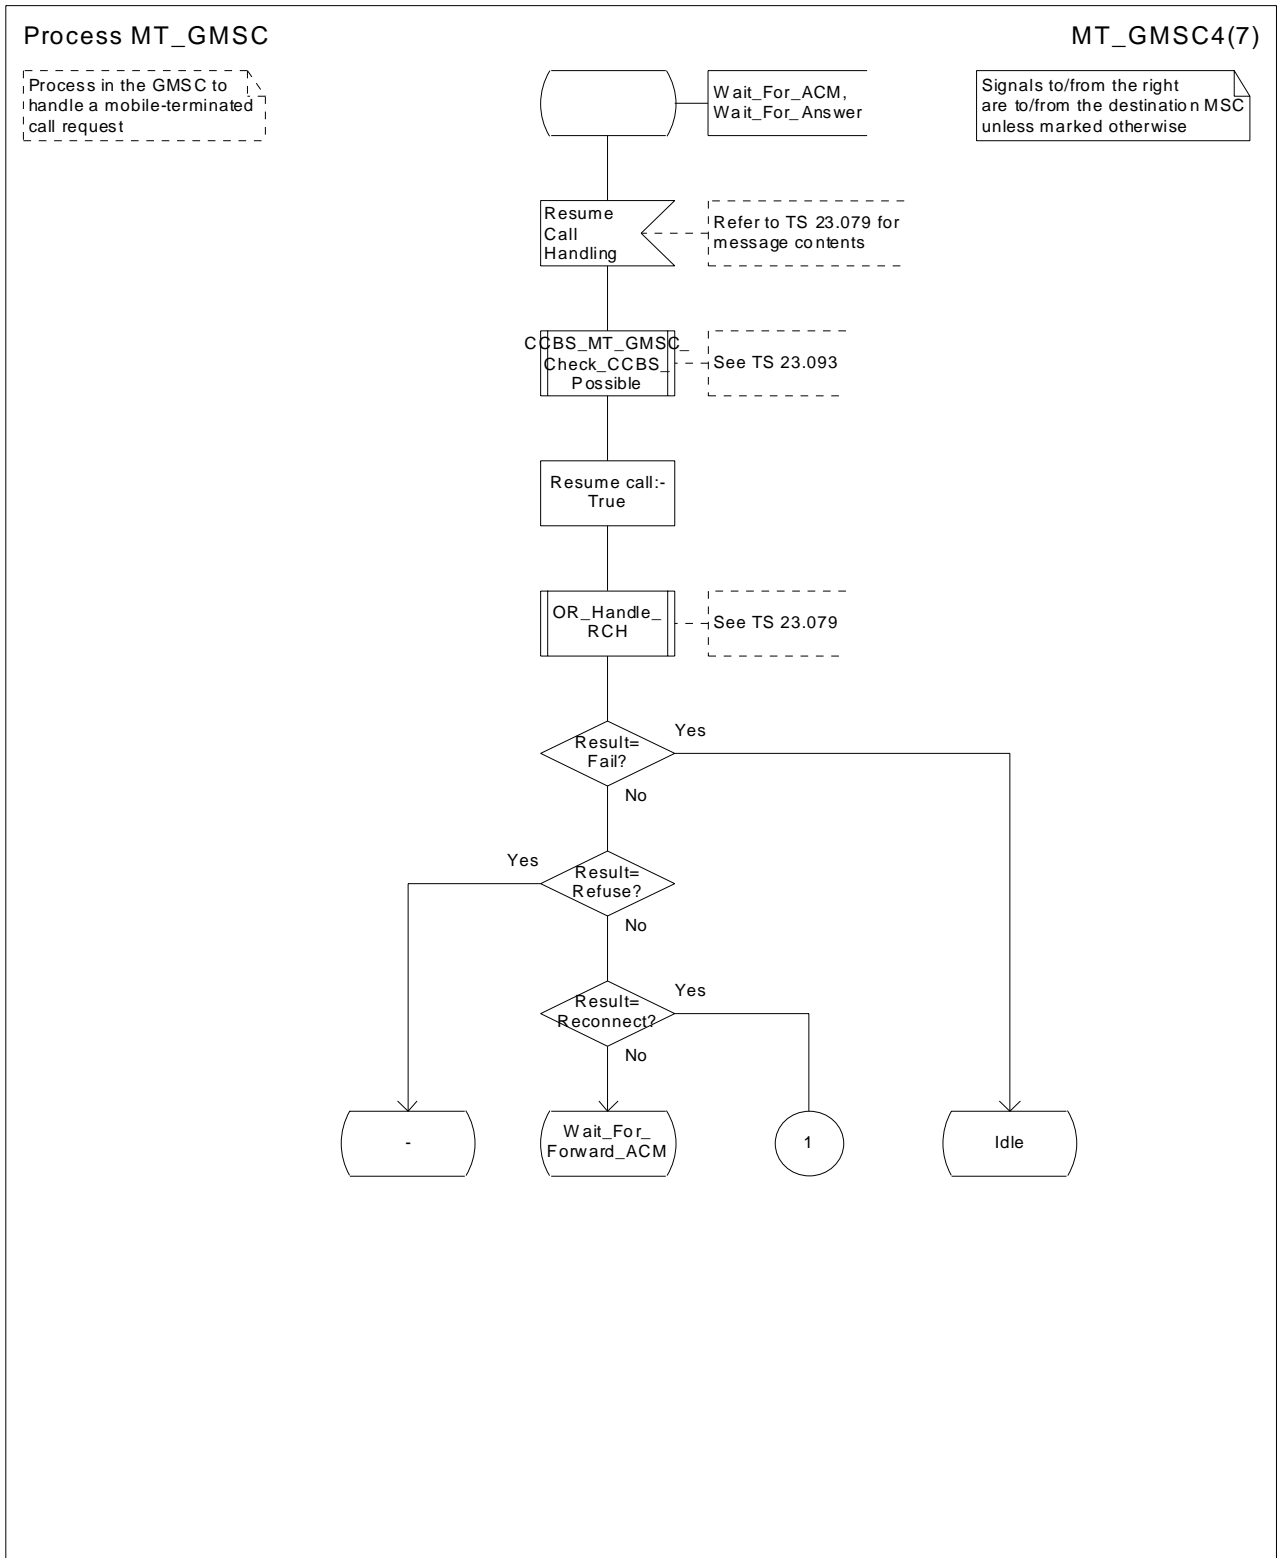 Process MT_GMSC
MT_GMSC4(7)
Process in the GMSC to
handle a mobile-terminated
call request
Wait_For_ACM,
Wait_For_Answer
Signals to/from the right
are to/from the destination MSC
unless marked otherwise
Resume
Call
Handling
Refer to TS 23.079 for
message contents
CCBS_MT_GMSC_
Check_CCBS_
Possible
See TS 23.093
Resume call:-
True
OR_Handle_
RCH
See TS 23.079
Result=
Fail?
Yes
No
Yes
Result=
Refuse?
No
Result=
Reconnect?
Yes
No
-
Wait_For_
Forward_ACM
1
Idle